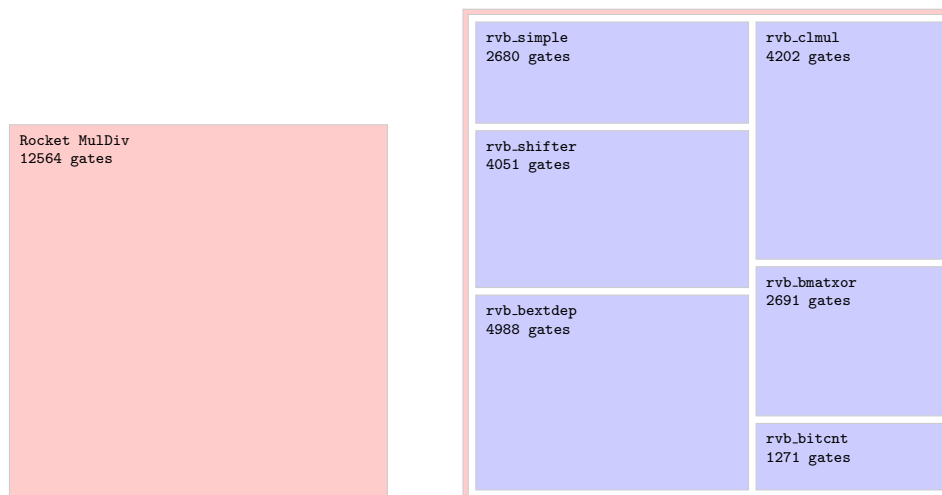 Rocket MulDiv
12564 gates
rvb_simple
2680 gates
rvb_shifter
4051 gates
rvb_bextdep
4988 gates
rvb_clmul
4202 gates
rvb_bmatxor
2691 gates
rvb_bitcnt
1271 gates